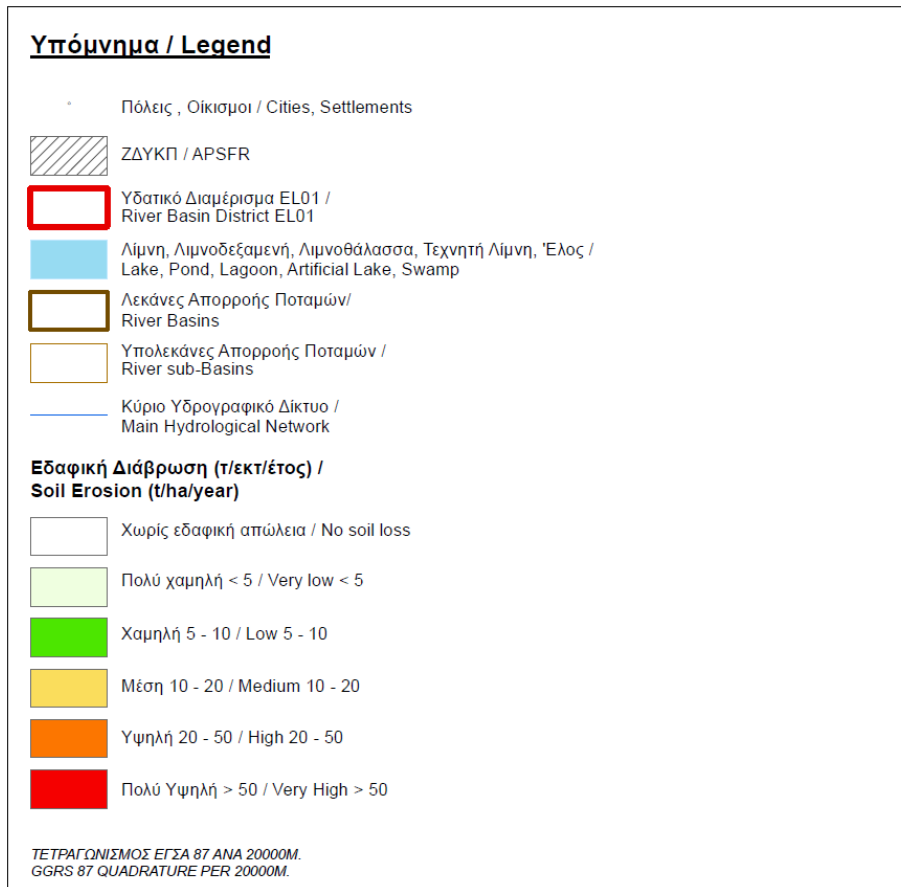 Υπόμνημα / Legend
Πόλεις , Οίκισμοι / Cities, Settlements
ΖΔΥΚΠ / APSFR
Υδατικό Διαμέρισμα EL01 /
River Basin District EL01
Λίμνη, Λιμνοδεξαμενή, Λιμνοθάλασσα, Τεχνητή Λίμνη, 'Ελος /
Lake, Pond, Lagoon, Artificial Lake, Swamp
Λεκάνες Απορροής Ποταμών/
River Basins
Υπολεκάνες Απορροής Ποταμών /
River sub-Basins
Κύριο Υδρογραφικό Δίκτυο /
Main Hydrological Network
Εδαφική Διάβρωση (τ/εκτ/έτος) /
Soil Erosion (t/ha/year)
Χωρίς εδαφική απώλεια / No soil loss
Πολύ χαμηλή < 5 / Very low < 5
Χαμηλή 5 - 10 / Low 5 - 10
Μέση 10 - 20 / Medium 10 - 20
Υψηλή 20 - 50 / High 20 - 50
Πολύ Υψηλή > 50 / Very High > 50
ΤΕΤΡΑΓΩΝΙΣΜΟΣ ΕΓΣΑ 87 ΑΝΑ 20000Μ.
GGRS 87 QUADRATURE PER 20000M.